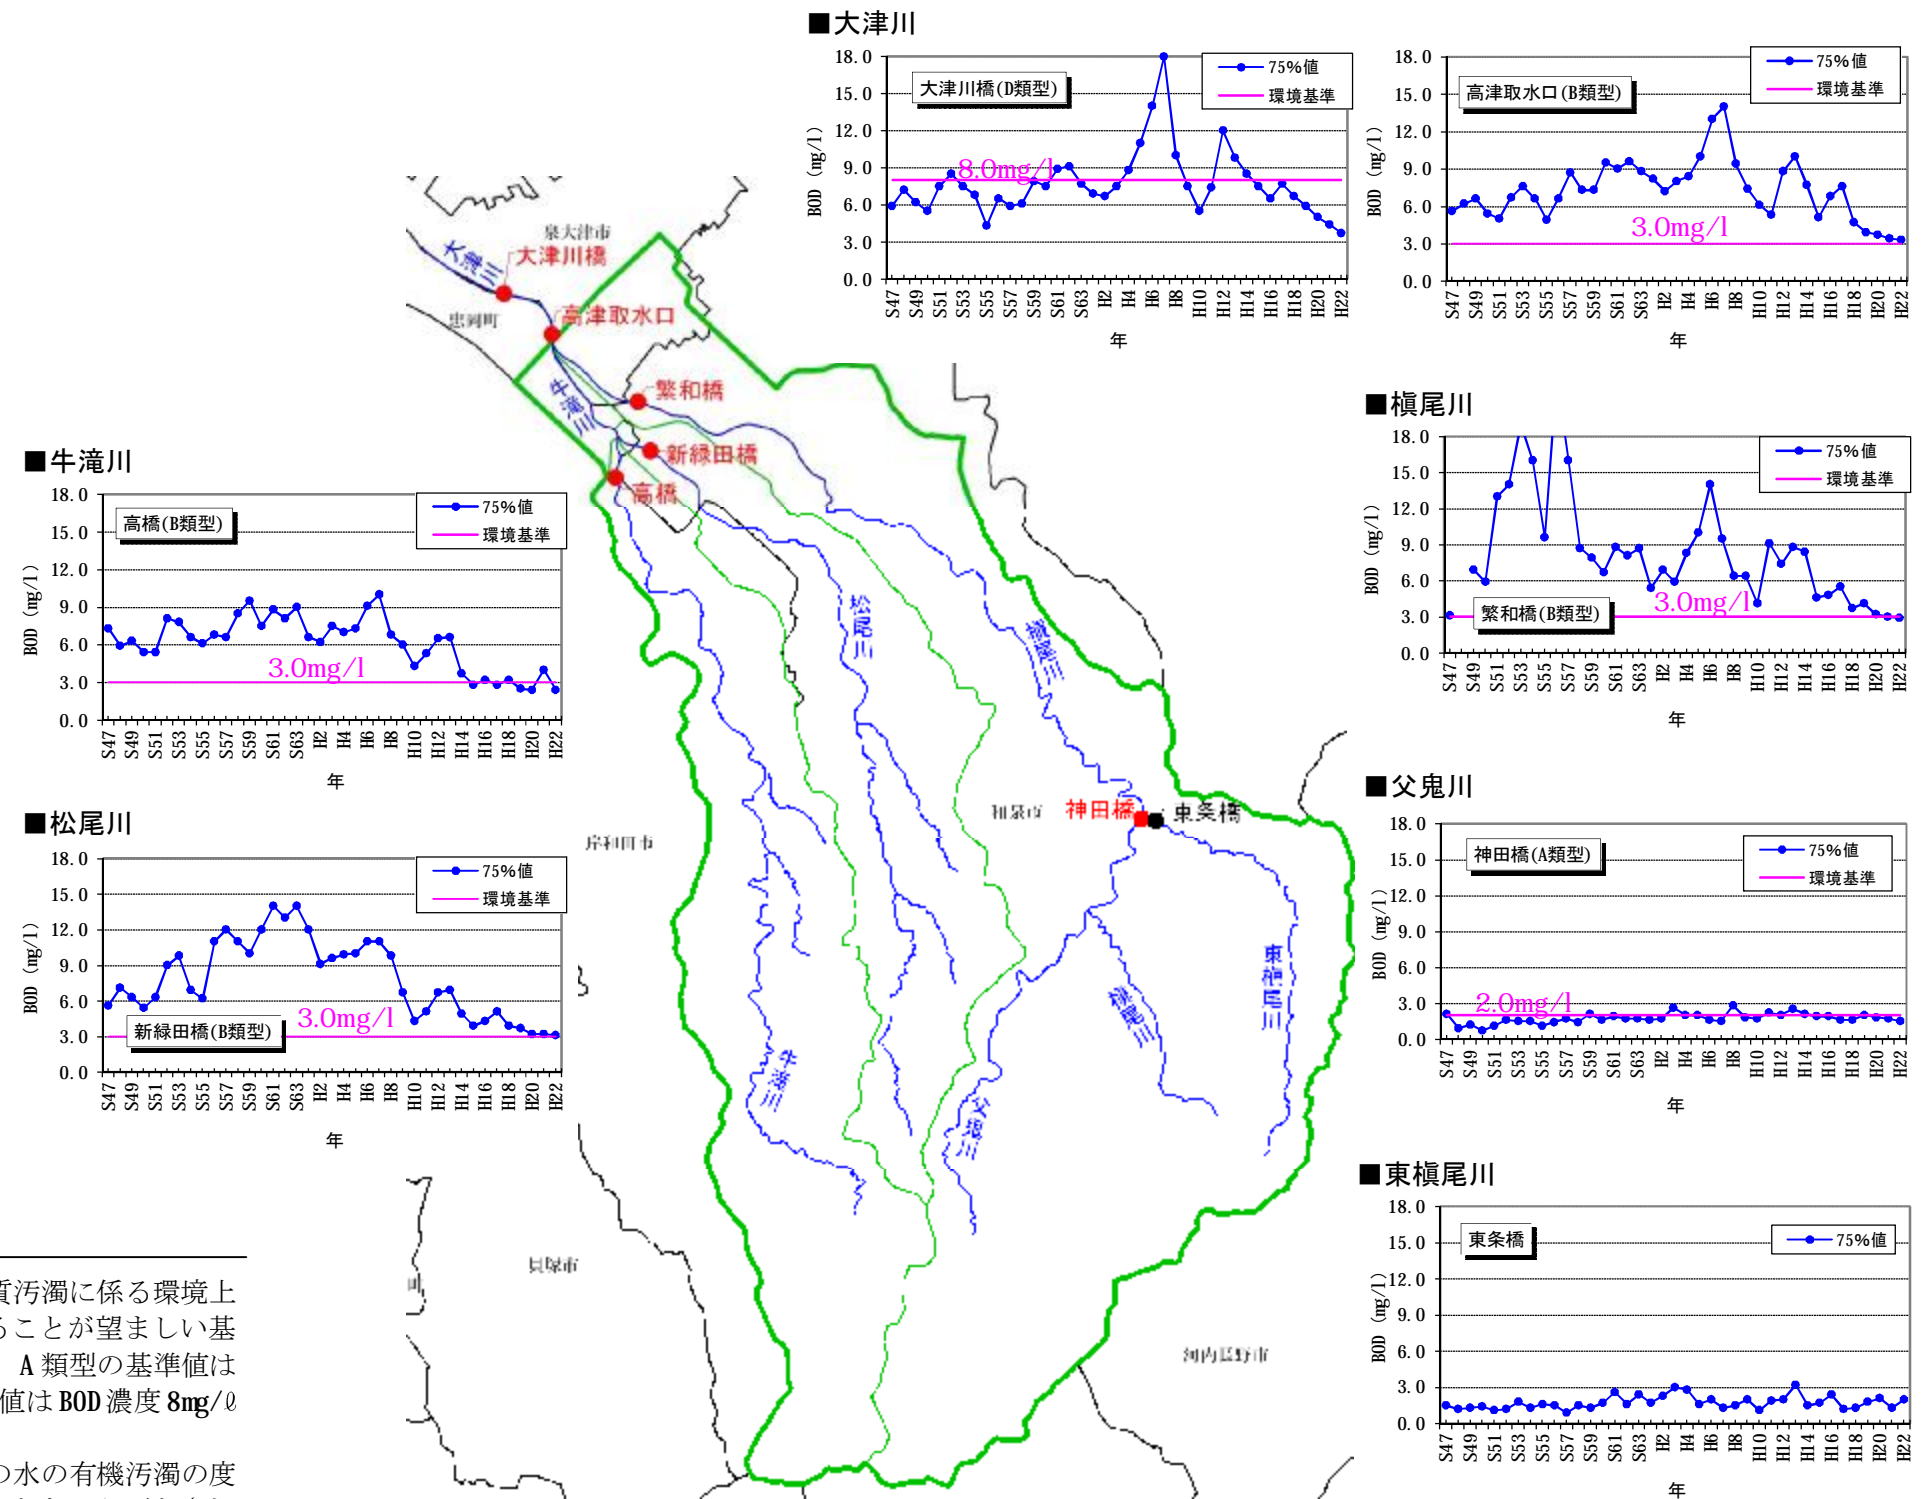 ■大津川
18.0
15.0
12.0
9.0
6.0
3.0
0.0
BOD (mg/l)
大津川橋(D類型)
75%値
環境基準
8.0mg/l
S47 S49 S51 S53 S55 S57 S59 S61 S63 H2 H4 H6 H8 H10 H12 H14 H16 H18 H20 H22
年
18.0
15.0
12.0
9.0
6.0
3.0
0.0
BOD (mg/l)
高津取水口(B類型)
75%値
環境基準
3.0mg/l
S47 S49 S51 S53 S55 S57 S59 S61 S63 H2 H4 H6 H8 H10 H12 H14 H16 H18 H20 H22
年
泉大津市
大津川
大津川橋
忠岡町
高津取水口
牛滝川
繁和橋
新緑田橋
高橋
松尾川
槇尾川
和泉市
神田橋
東条橋
岸和田市
東槇尾川
槇尾川
牛滝川
父鬼川
貝塚市
町
河内長野市
■牛滝川
18.0
15.0
12.0
9.0
6.0
3.0
0.0
BOD (mg/l)
高橋(B類型)
75%値
環境基準
3.0mg/l
S47 S49 S51 S53 S55 S57 S59 S61 S63 H2 H4 H6 H8 H10 H12 H14 H16 H18 H20 H22
年
■松尾川
18.0
15.0
12.0
9.0
6.0
3.0
0.0
BOD (mg/l)
新緑田橋(B類型)
75%値
環境基準
3.0mg/l
S47 S49 S51 S53 S55 S57 S59 S61 S63 H2 H4 H6 H8 H10 H12 H14 H16 H18 H20 H22
年
■槇尾川
18.0
15.0
12.0
9.0
6.0
3.0
0.0
BOD (mg/l)
繁和橋(B類型)
75%値
環境基準
3.0mg/l
S47 S49 S51 S53 S55 S57 S59 S61 S63 H2 H4 H6 H8 H10 H12 H14 H16 H18 H20 H22
年
■父鬼川
18.0
15.0
12.0
9.0
6.0
3.0
0.0
BOD (mg/l)
神田橋(A類型)
75%値
環境基準
2.0mg/l
S47 S49 S51 S53 S55 S57 S59 S61 S63 H2 H4 H6 H8 H10 H12 H14 H16 H18 H20 H22
年
■東槇尾川
18.0
15.0
12.0
9.0
6.0
3.0
0.0
BOD (mg/l)
東条橋
75%値
S47 S49 S51 S53 S55 S57 S59 S61 S63 H2 H4 H6 H8 H10 H12 H14 H16 H18 H20 H22
年
質汚濁に係る環境上
ることが望ましい基
A類型の基準値は
値はBOD濃度8mg/ℓ
の水の有機汚濁の度